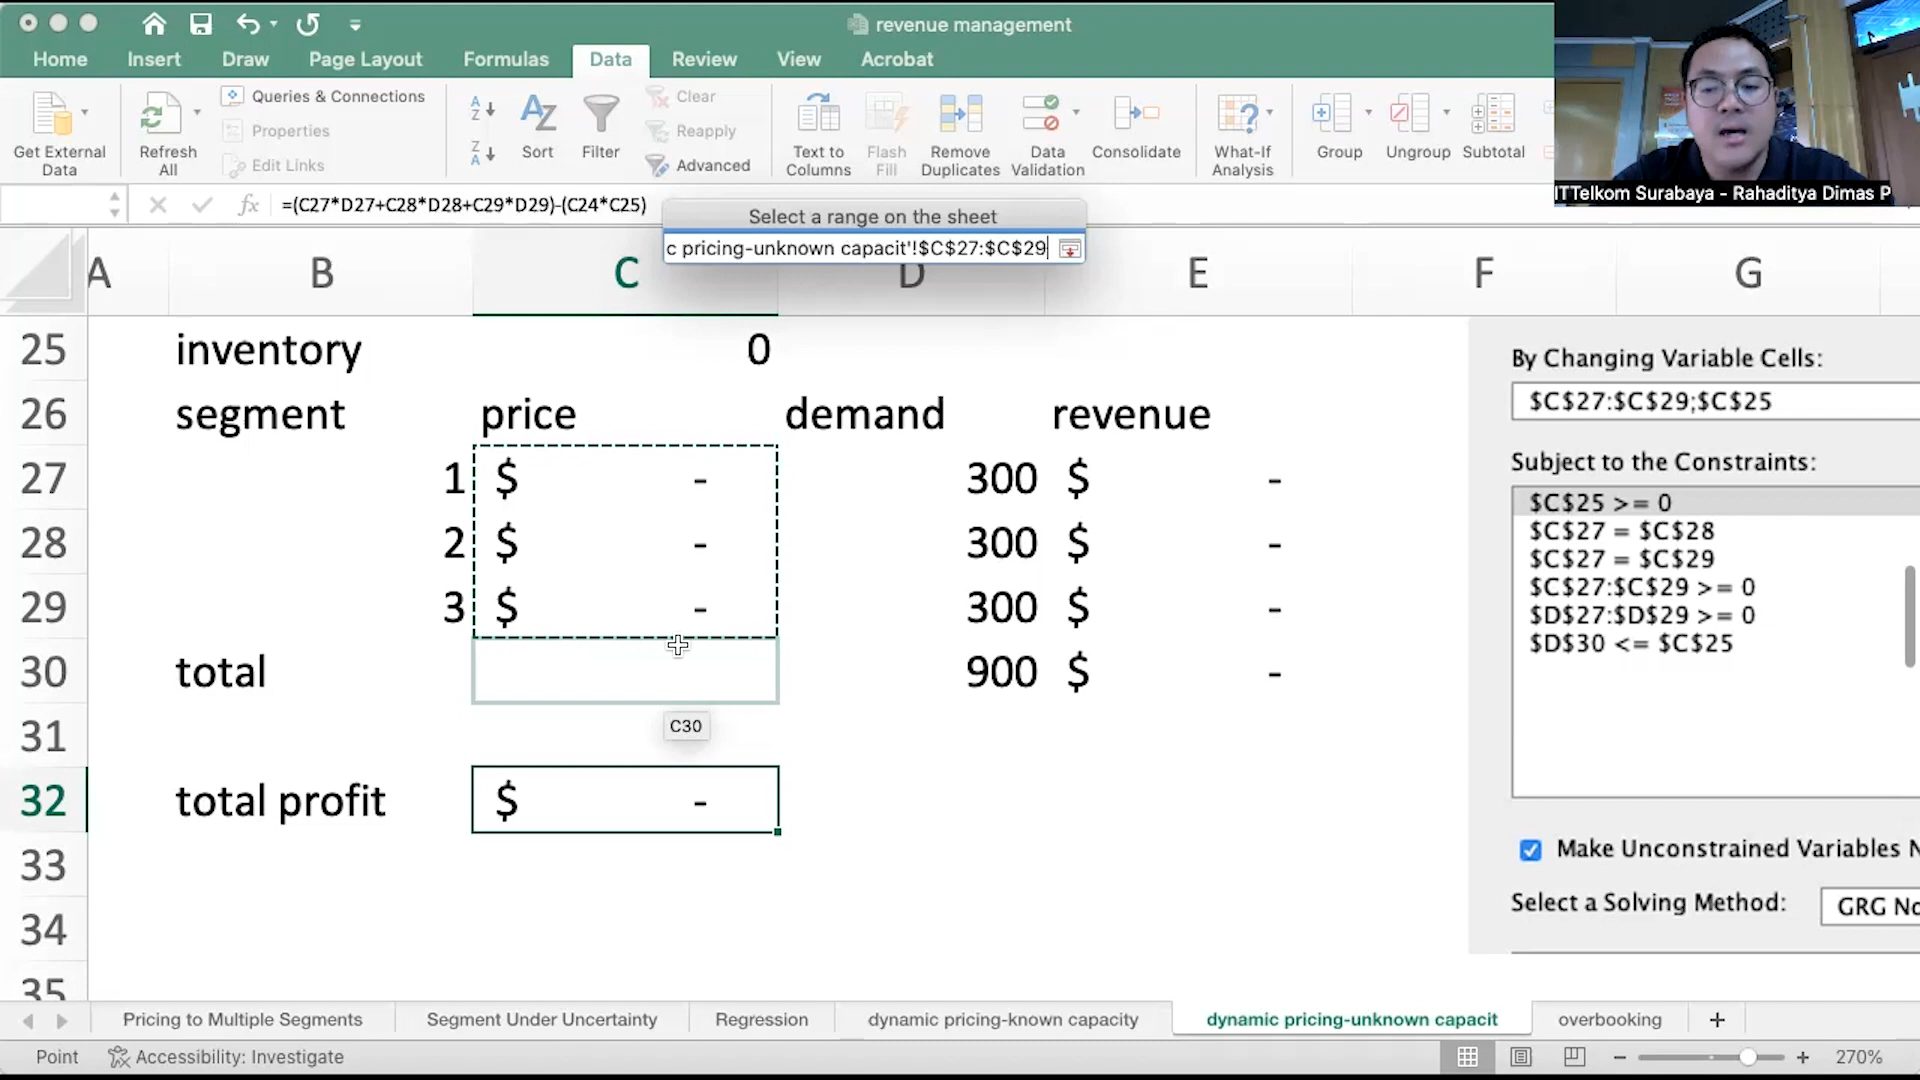 revenue management
Home Insert Draw Page Layout Formulas Data Review View Acrobat
Get External Data
Refresh All
Queries & Connections
Properties
Edit Links
Sort
Filter
Clear
Reapply
Advanced
Text to Columns
Flash Fill
Remove Duplicates
Data Validation
Consolidate
What-If Analysis
Group
Ungroup
Subtotal
ITTelkom Surabaya - Rahaditya Dimas P
fx =(C27*D27+C28*D28+C29*D29)-(C24*C25)
Select a range on the sheet
c pricing-unknown capacit'!$C$27:$C$29
A B C D E F G
25 inventory 0
26 segment price demand revenue
27 1 $ - 300 $ -
28 2 $ - 300 $ -
29 3 $ - 300 $ -
30 total 900 $ -
C30
31
32 total profit $ -
33
34
35
By Changing Variable Cells:
$C$27:$C$29;$C$25
Subject to the Constraints:
$C$25 >= 0
$C$27 = $C$28
$C$27 = $C$29
$C$27:$C$29 >= 0
$D$27:$D$29 >= 0
$D$30 <= $C$25
Make Unconstrained Variables N
Select a Solving Method: GRG No
Pricing to Multiple Segments Segment Under Uncertainty Regression dynamic pricing-known capacity dynamic pricing-unknown capacit overbooking +
Point Accessibility: Investigate 270%